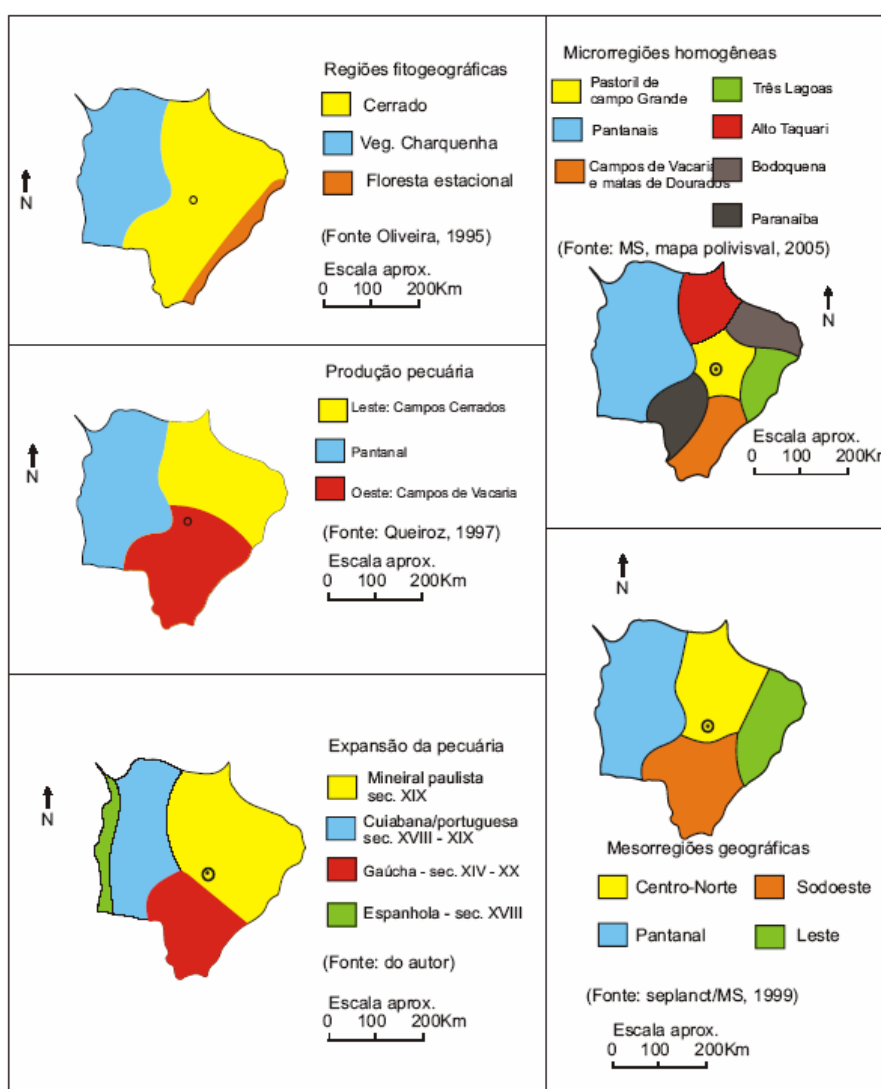 Regiões fitogeográficas
Cerrado
Veg. Charquenha
Floresta estacional
(Fonte Oliveira, 1995)
Escala aprox.
0 100 200Km
N
Produção pecuária
Leste: Campos Cerrados
Pantanal
Oeste: Campos de Vacaria
(Fonte: Queiroz, 1997)
Escala aprox.
0 100 200Km
N
Expansão da pecuária
Mineiral paulista
sec. XIX
Cuiabana/portuguesa
sec. XVIII - XIX
Gaúcha - sec. XIV - XX
Espanhola - sec. XVIII
(Fonte: do autor)
Escala aprox.
0 100 200Km
N
Microrregiões homogêneas
Pastoril de
campo Grande
Pantanais
Campos de Vacaria
e matas de Dourados
Três Lagoas
Alto Taquari
Bodoquena
Paranaíba
(Fonte: MS, mapa polivisval, 2005)
N
Escala aprox.
0 100 200Km
N
Mesorregiões geográficas
Centro-Norte
Sodoeste
Pantanal
Leste
(Fonte: seplanct/MS, 1999)
Escala aprox.
0 100 200Km